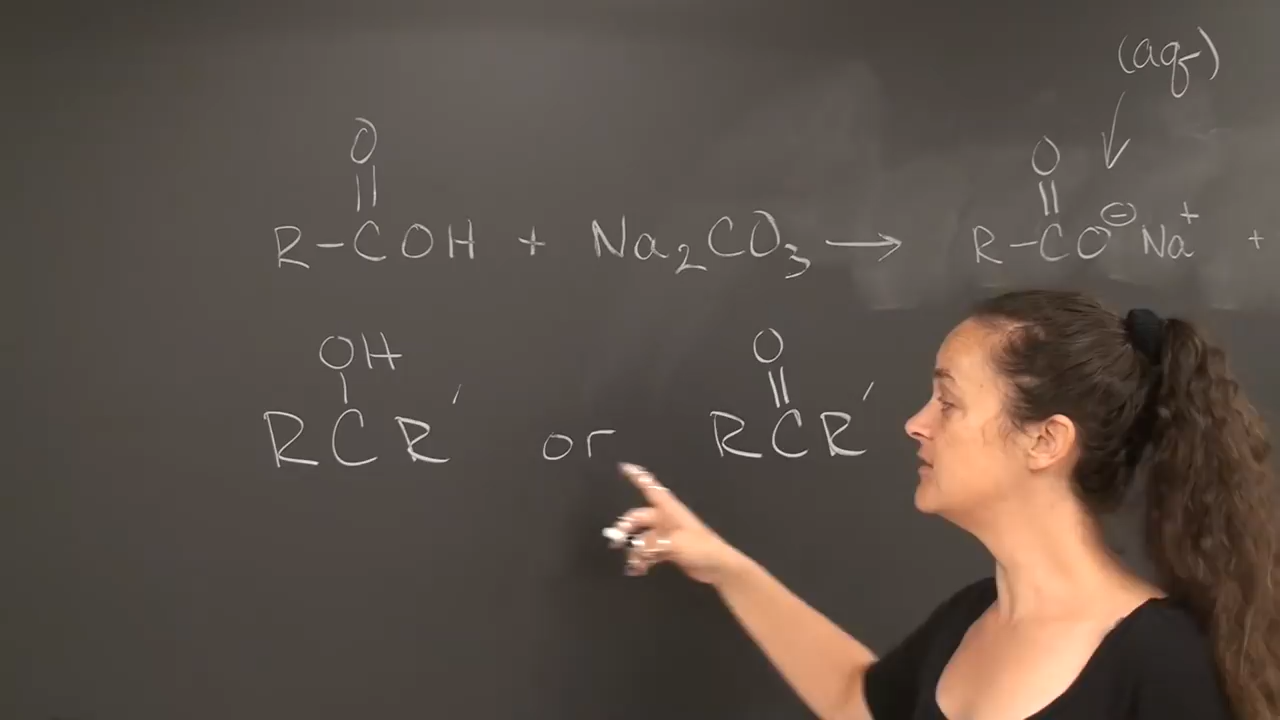 (aq)
O O
R-COH + Na₂CO₃ → R-CO⊖ Na⁺ +
OH O
RCR' or RCR'